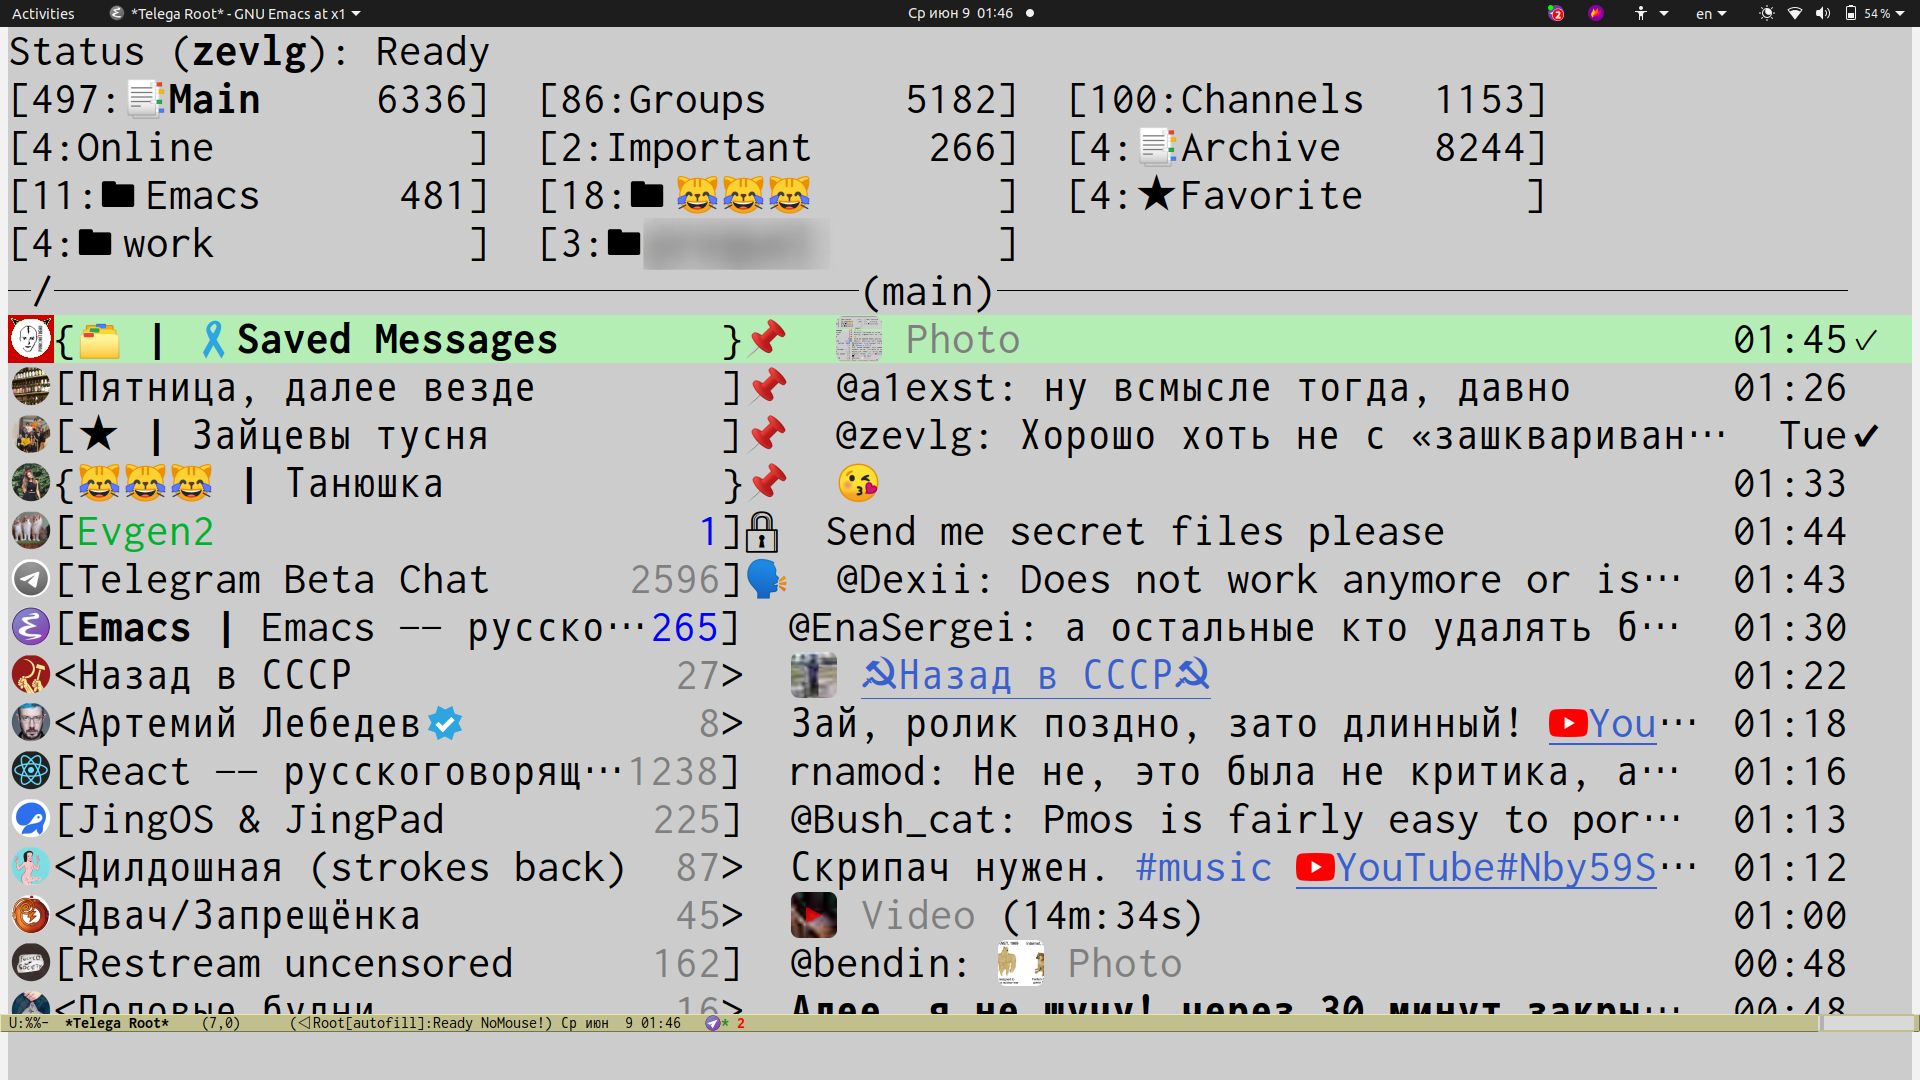 Activities *Telega Root* - GNU Emacs at x1 Ср июн 9 01:46 2 en 54 %
Status (zevlg): Ready
[497:📑Main 6336] [86:Groups 5182] [100:Channels 1153]
[4:Online ] [2:Important 266] [4:📑Archive 8244]
[11:📁Emacs 481] [18:📁😹😹😹 ] [4:★Favorite ]
[4:📁work ] [3:📁 ]
/ (main)
{🗂 | 🎗Saved Messages }📌 Photo 01:45✓
[Пятница, далее везде ]📌 @a1exst: ну всмысле тогда, давно 01:26
[★ | Зайцевы тусня ]📌 @zevlg: Хорошо хоть не с «зашквариван⋯ Tue✔
{😹😹😹 | Танюшка }📌 😘 01:33
[Evgen2 1]🔒 Send me secret files please 01:44
[Telegram Beta Chat 2596]🗣 @Dexii: Does not work anymore or is⋯ 01:43
[Emacs | Emacs —— русско⋯265] @EnaSergei: а остальные кто удалять б⋯ 01:30
<Назад в СССР 27> ☭Назад в СССР☭ 01:22
<Артемий Лебедев 8> Зай, ролик поздно, зато длинный! You⋯ 01:18
[React —— русскоговорящ⋯1238] rnamod: Не не, это была не критика, а⋯ 01:16
[JingOS & JingPad 225] @Bush_cat: Pmos is fairly easy to por⋯ 01:13
<Дилдошная (strokes back) 87> Скрипач нужен. #music YouTube#Nby59S⋯ 01:12
<Двач/Запрещёнка 45> Video (14m:34s) 01:00
[Restream uncensored 162] @bendin: Photo 00:48
<Половые будни 16> Алее, я не шучу! через 30 минут закры⋯ 00:48
U:%%- *Telega Root* (7,0) (◁Root[autofill]:Ready NoMouse!) Ср июн 9 01:46 * 2